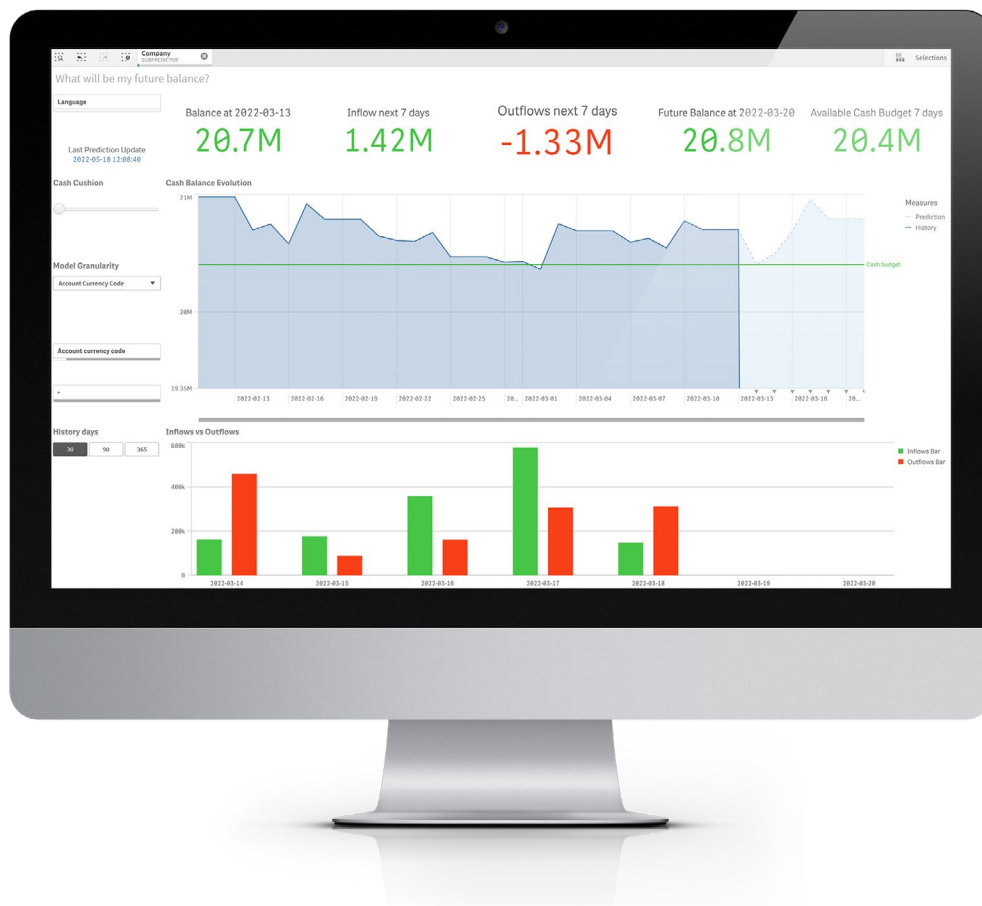 Company
SUBPREDICTOR
Selections
What will be my future balance?
Language
Last Prediction Update
2022-05-18 12:08:40
Balance at 2022-03-13
20.7M
Inflow next 7 days
1.42M
Outflows next 7 days
-1.33M
Future Balance at 2022-03-20
20.8M
Available Cash Budget 7 days
20.4M
Cash Cushion
Model Granularity
Account Currency Code
Account currency code
-
Cash Balance Evolution
21M
20M
19.35M
Measures
Prediction
History
Cash budget
2022-02-13
2022-02-16
2022-02-19
2022-02-22
2022-02-25
20..
2022-03-01
2022-03-04
2022-03-07
2022-03-10
2022-03-13
2022-03-16
20...
History days
30
90
365
Inflows vs Outflows
600k
400k
200k
0
Inflows Bar
Outflows Bar
2022-03-14
2022-03-15
2022-03-16
2022-03-17
2022-03-18
2022-03-19
2022-03-20